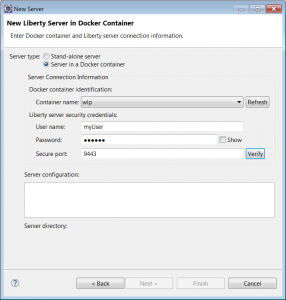 New Server
New Liberty Server in Docker Container
Enter Docker container and Liberty server connection information.
Server type: Stand-alone server
Server in a Docker container
Server Connection Information
Docker container identification:
Container name: wlp Refresh
Liberty server security credentials:
User name: myUser
Password: ●●●●●● Show
Secure port: 9443 Verify
Server configuration:
Server directory:
? < Back Next > Finish Cancel